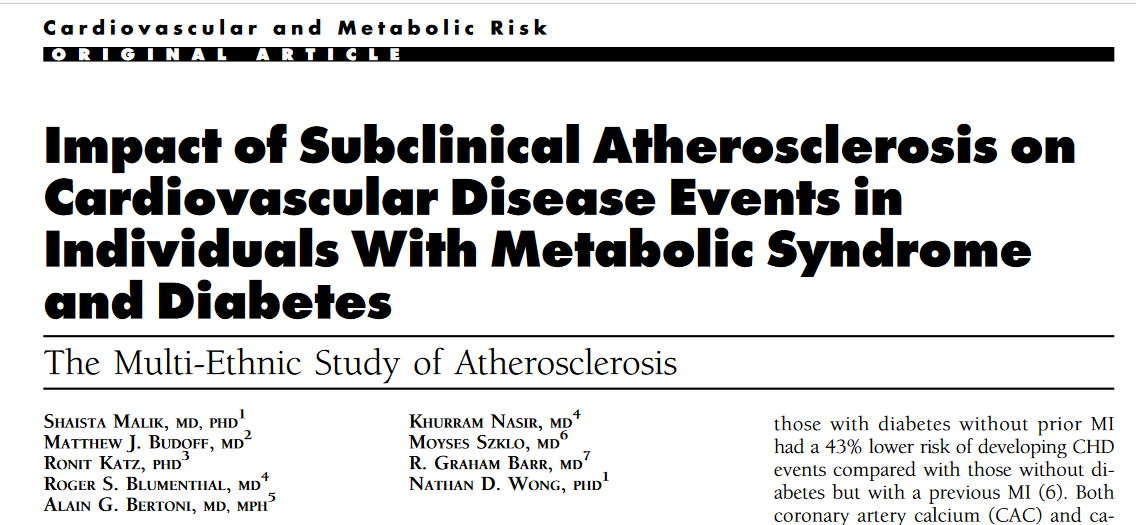 Cardiovascular and Metabolic Risk
ORIGINAL ARTICLE
Impact of Subclinical Atherosclerosis on
Cardiovascular Disease Events in
Individuals With Metabolic Syndrome
and Diabetes
The Multi-Ethnic Study of Atherosclerosis
SHAISTA MALIK, MD, PHD¹
MATTHEW J. BUDOFF, MD²
RONIT KATZ, PHD³
ROGER S. BLUMENTHAL, MD⁴
ALAIN G. BERTONI, MD, MPH⁵
KHURRAM NASIR, MD⁴
MOYSES SZKLO, MD⁶
R. GRAHAM BARR, MD⁷
NATHAN D. WONG, PHD¹
those with diabetes without prior MI
had a 43% lower risk of developing CHD
events compared with those without di-
abetes but with a previous MI (6). Both
coronary artery calcium (CAC) and ca-